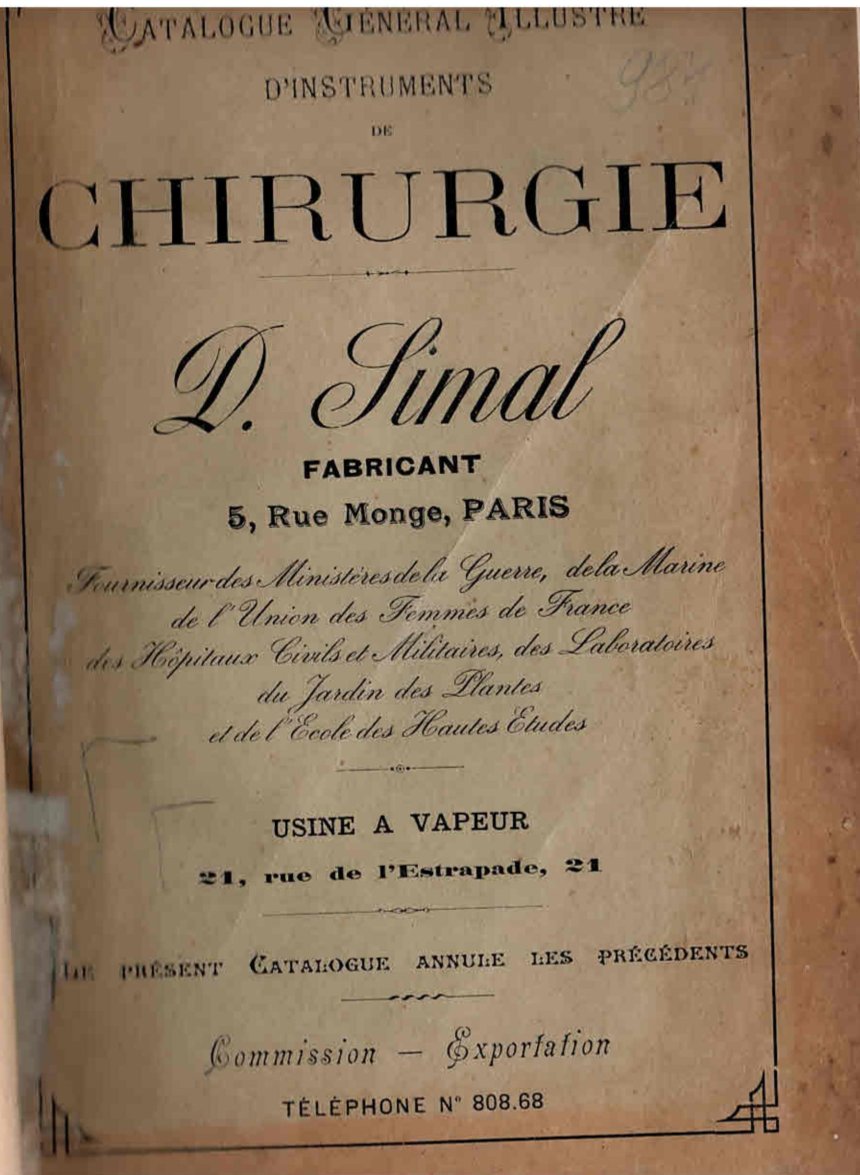 CATALOGUE GÉNÉRAL ILLUSTRÉ
D'INSTRUMENTS
DE
CHIRURGIE
D. Simal
FABRICANT
5, Rue Monge, PARIS
Fournisseur des Ministères de la Guerre, de la Marine
de l'Union des Femmes de France
des Hôpitaux Civils et Militaires, des Laboratoires
du Jardin des Plantes
et de l'Ecole des Hautes Etudes
USINE A VAPEUR
21, rue de l'Estrapade, 21
LE PRÉSENT CATALOGUE ANNULE LES PRÉCÉDENTS
Commission — Exportation
TÉLÉPHONE N° 808.68